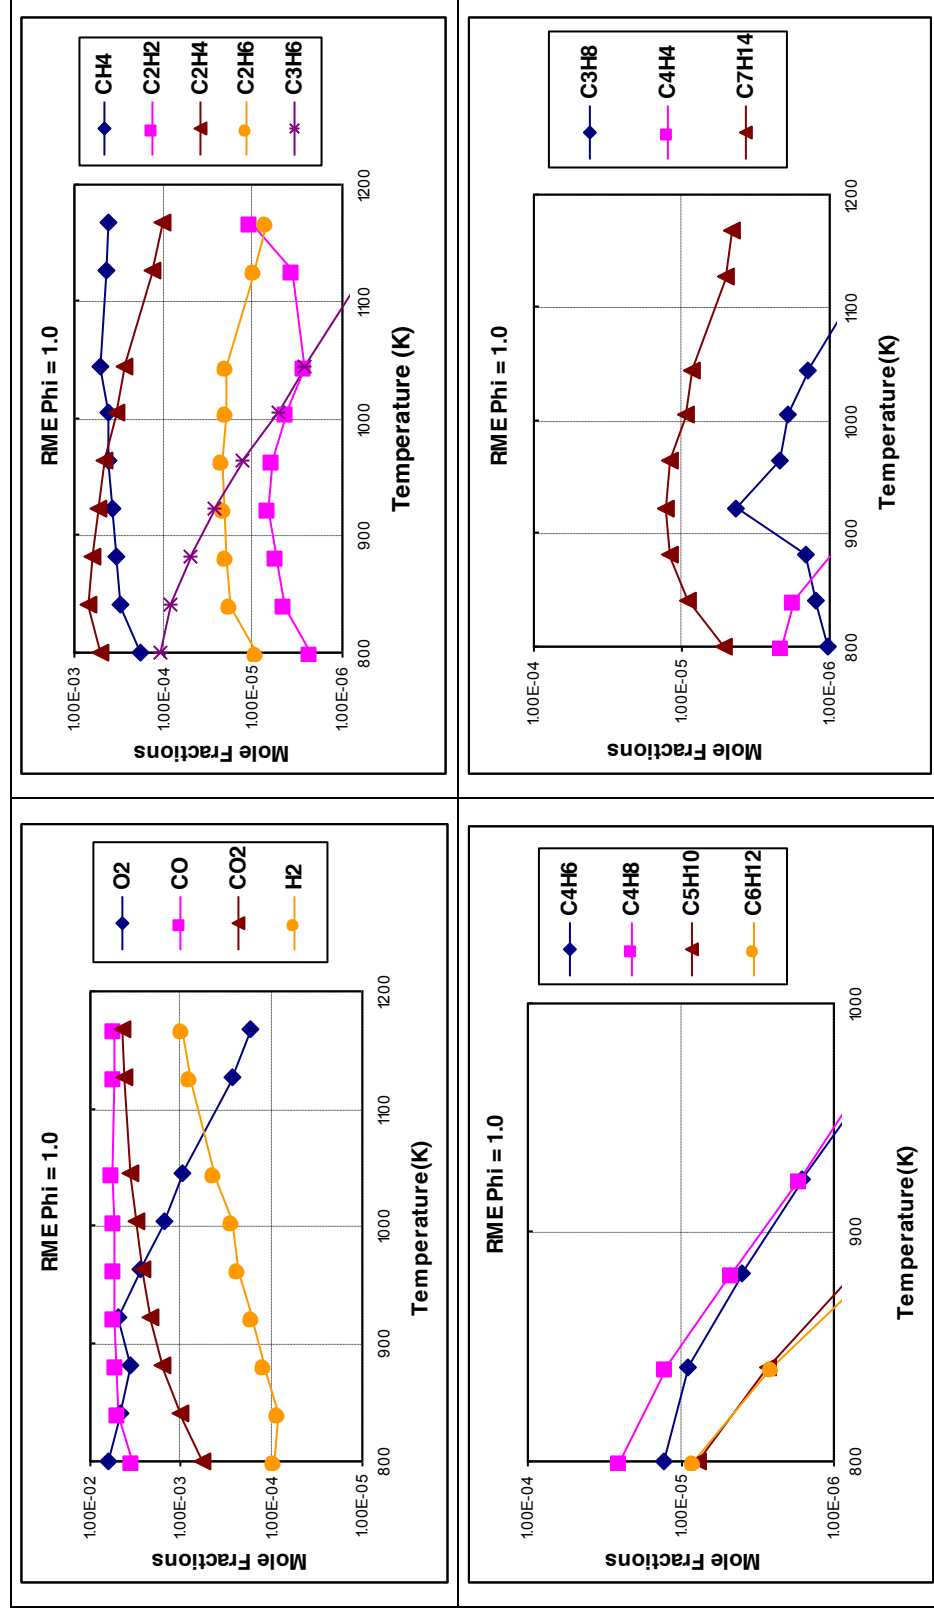 RME Phi = 1.0
1.00E-02
1.00E-03
1.00E-04
1.00E-05
800
900
1000
1100
1200
Mole Fractions
Temperature(K)
O2
CO
CO2
H2
RME Phi = 1.0
1.00E-03
1.00E-04
1.00E-05
1.00E-06
800
900
1000
1100
1200
Mole Fractions
Temperature (K)
CH4
C2H2
C2H4
C2H6
C3H6
RME Phi = 1.0
1.00E-04
1.00E-05
1.00E-06
800
900
1000
Mole Fractions
Temperature(K)
C4H6
C4H8
C5H10
C6H12
RME Phi = 1.0
1.00E-04
1.00E-05
1.00E-06
800
900
1000
1100
1200
Mole Fractions
Temperature(K)
C3H8
C4H4
C7H14